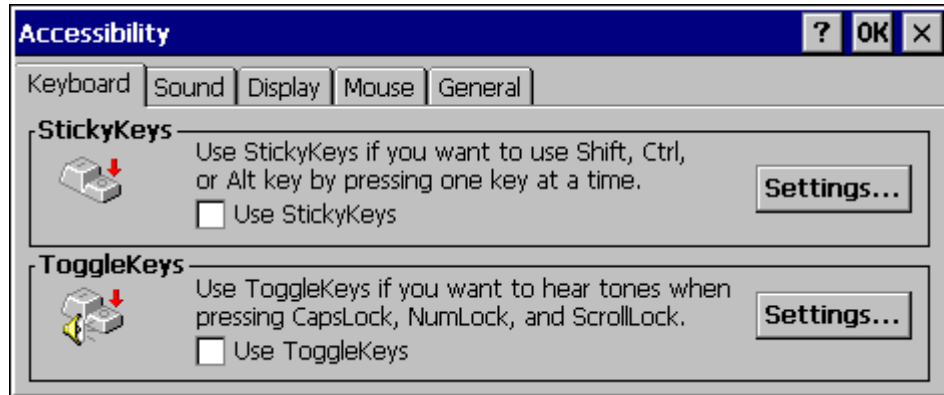 Accessibility ? OK ×
Keyboard Sound Display Mouse General
StickyKeys
Use StickyKeys if you want to use Shift, Ctrl,
or Alt key by pressing one key at a time.
Settings...
Use StickyKeys
ToggleKeys
Use ToggleKeys if you want to hear tones when
pressing CapsLock, NumLock, and ScrollLock.
Settings...
Use ToggleKeys